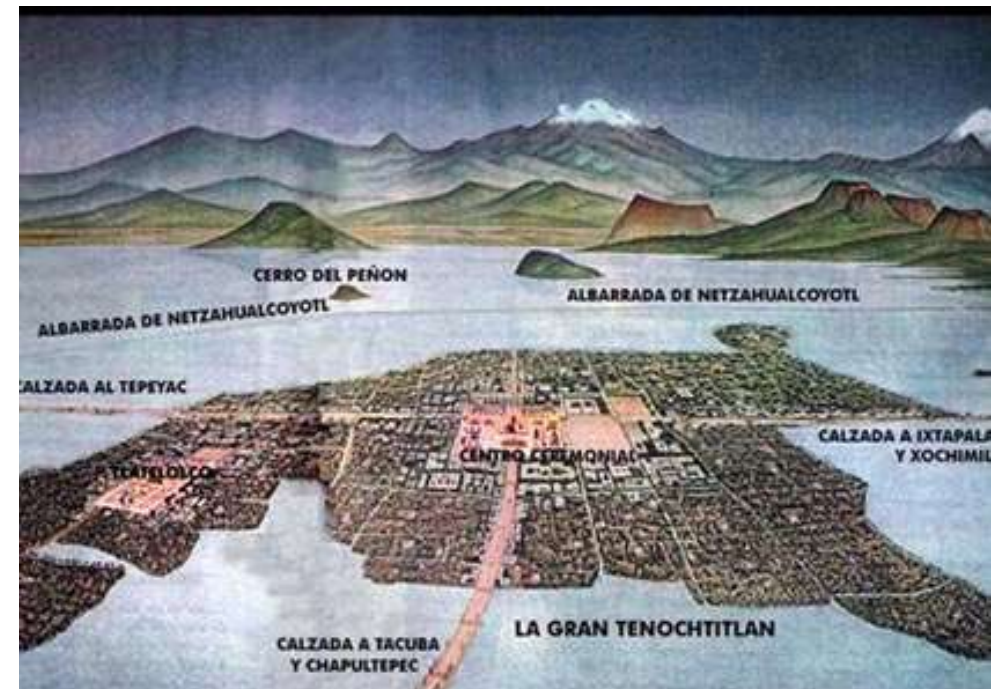 CERRO DEL PEÑON
ALBARRADA DE NETZAHUALCOYOTL
ALBARRADA DE NETZAHUALCOYOTL
CALZADA AL TEPEYAC
CALZADA A IXTAPALA
Y XOCHIMIL
CENTRO CEREMONIAL
TLATELOLCO
LA GRAN TENOCHTITLAN
CALZADA A TACUBA
Y CHAPULTEPEC